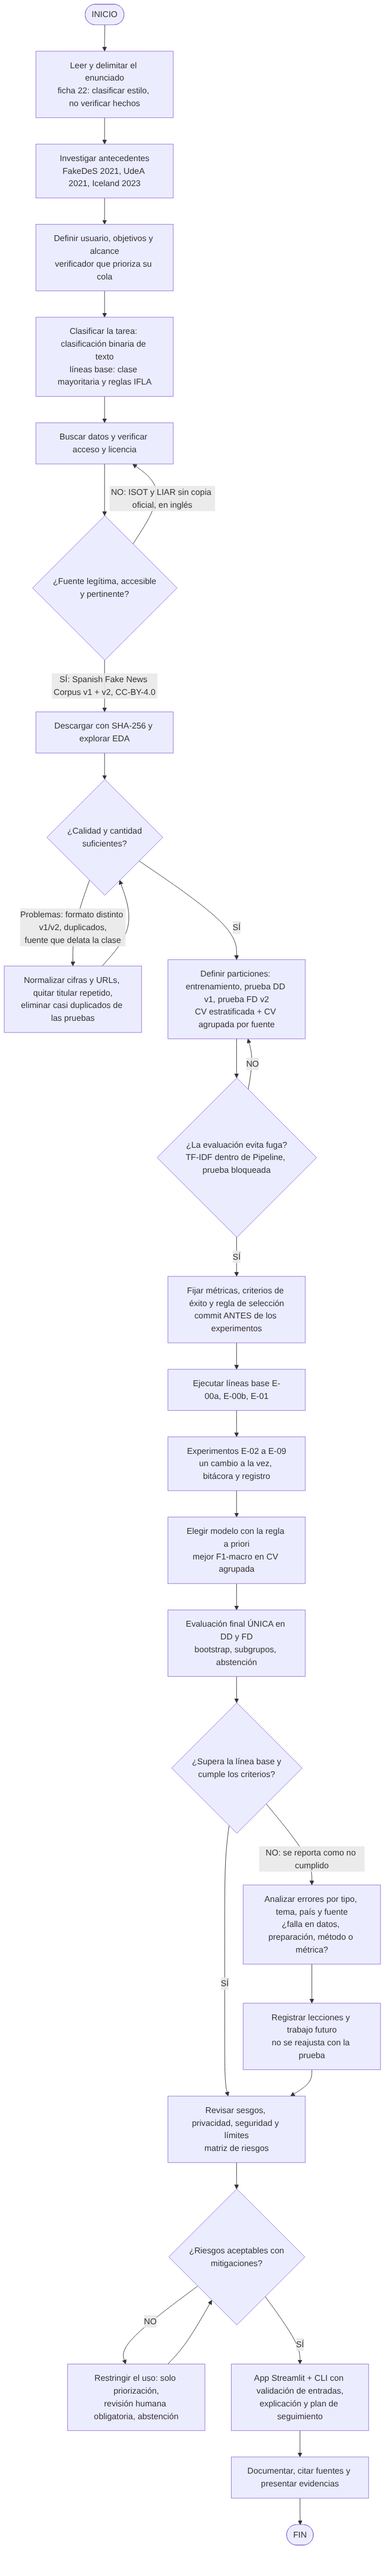 INICIO
Leer y delimitar el
enunciado
ficha 22: clasificar estilo,
no verificar hechos
Investigar antecedentes
FakeDeS 2021, UdeA
2021, Iceland 2023
Definir usuario, objetivos y
alcance
verificador que prioriza su
cola
Clasificar la tarea:
clasificación binaria de
texto
líneas base: clase
mayoritaria y reglas IFLA
Buscar datos y verificar
acceso y licencia
NO: ISOT y LIAR sin copia
oficial, en inglés
¿Fuente legítima, accesible
y pertinente?
SÍ: Spanish Fake News
Corpus v1 + v2, CC-BY-4.0
Descargar con SHA-256 y
explorar EDA
¿Calidad y cantidad
suficientes?
Problemas: formato distinto
v1/v2, duplicados,
fuente que delata la clase
SÍ
Normalizar cifras y URLs,
quitar titular repetido,
eliminar casi duplicados de
las pruebas
Definir particiones:
entrenamiento, prueba DD
v1, prueba FD v2
CV estratificada + CV
agrupada por fuente
NO
¿La evaluación evita fuga?
TF-IDF dentro de Pipeline,
prueba bloqueada
SÍ
Fijar métricas, criterios de
éxito y regla de selección
commit ANTES de los
experimentos
Ejecutar líneas base E-
00a, E-00b, E-01
Experimentos E-02 a E-09
un cambio a la vez,
bitácora y registro
Elegir modelo con la regla
a priori
mejor F1-macro en CV
agrupada
Evaluación final ÚNICA en
DD y FD
bootstrap, subgrupos,
abstención
¿Supera la línea base y
cumple los criterios?
NO: se reporta como no
cumplido
Analizar errores por tipo,
tema, país y fuente
¿falla en datos,
preparación, método o
métrica?
SÍ
Registrar lecciones y
trabajo futuro
no se reajusta con la
prueba
Revisar sesgos,
privacidad, seguridad y
límites
matriz de riesgos
¿Riesgos aceptables con
mitigaciones?
NO
SÍ
Restringir el uso: solo
priorización,
revisión humana
obligatoria, abstención
App Streamlit + CLI con
validación de entradas,
explicación y plan de
seguimiento
Documentar, citar fuentes y
presentar evidencias
FIN